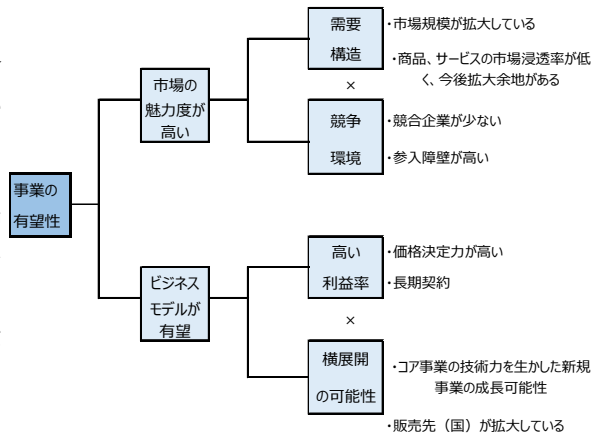 事業の
有望性
市場の
魅力度が
高い
需要
構造
・市場規模が拡大している
・商品、サービスの市場浸透率が低
く、今後拡大余地がある
×
競争
環境
・競合企業が少ない
・参入障壁が高い
ビジネス
モデルが
有望
高い
利益率
・価格決定力が高い
・長期契約
×
横展開
の可能性
・コア事業の技術力を生かした新規
事業の成長可能性
・販売先（国）が拡大している